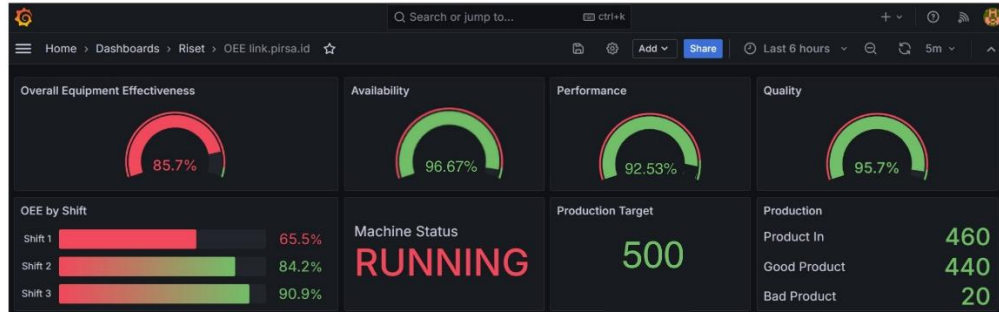 Search or jump to...
ctrl+k
Home › Dashboards › Riset › OEE link.pirsa.id
Add
Share
Last 6 hours
5m
Overall Equipment Effectiveness
85.7%
Availability
96.67%
Performance
92.53%
Quality
95.7%
OEE by Shift
Shift 1 65.5%
Shift 2 84.2%
Shift 3 90.9%
Machine Status
RUNNING
Production Target
500
Production
Product In 460
Good Product 440
Bad Product 20